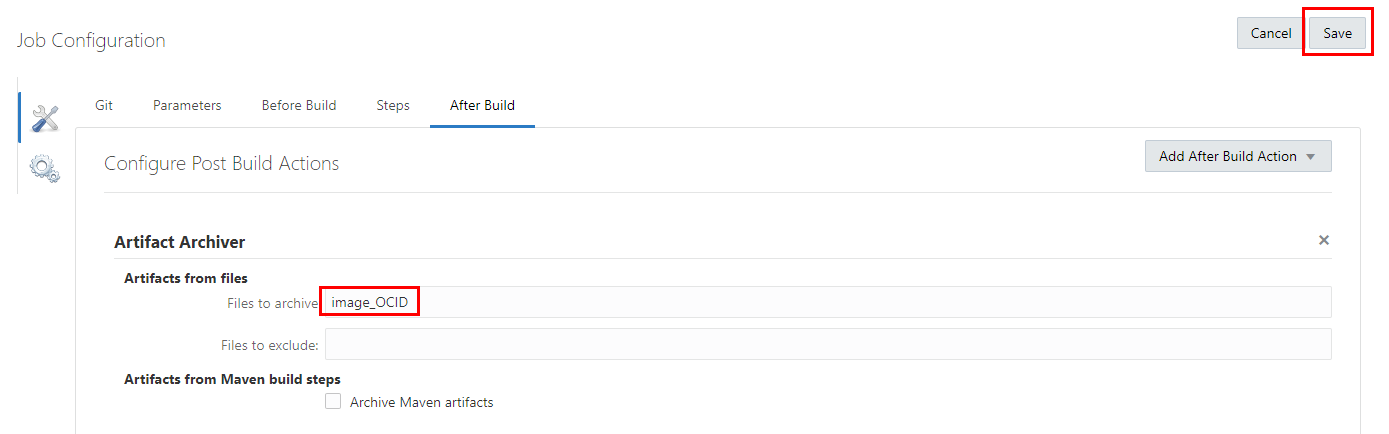 Job Configuration
Cancel
Save
Git
Parameters
Before Build
Steps
After Build
Configure Post Build Actions
Add After Build Action
Artifact Archiver
Artifacts from files
Files to archive
image_OCID
Files to exclude:
Artifacts from Maven build steps
Archive Maven artifacts